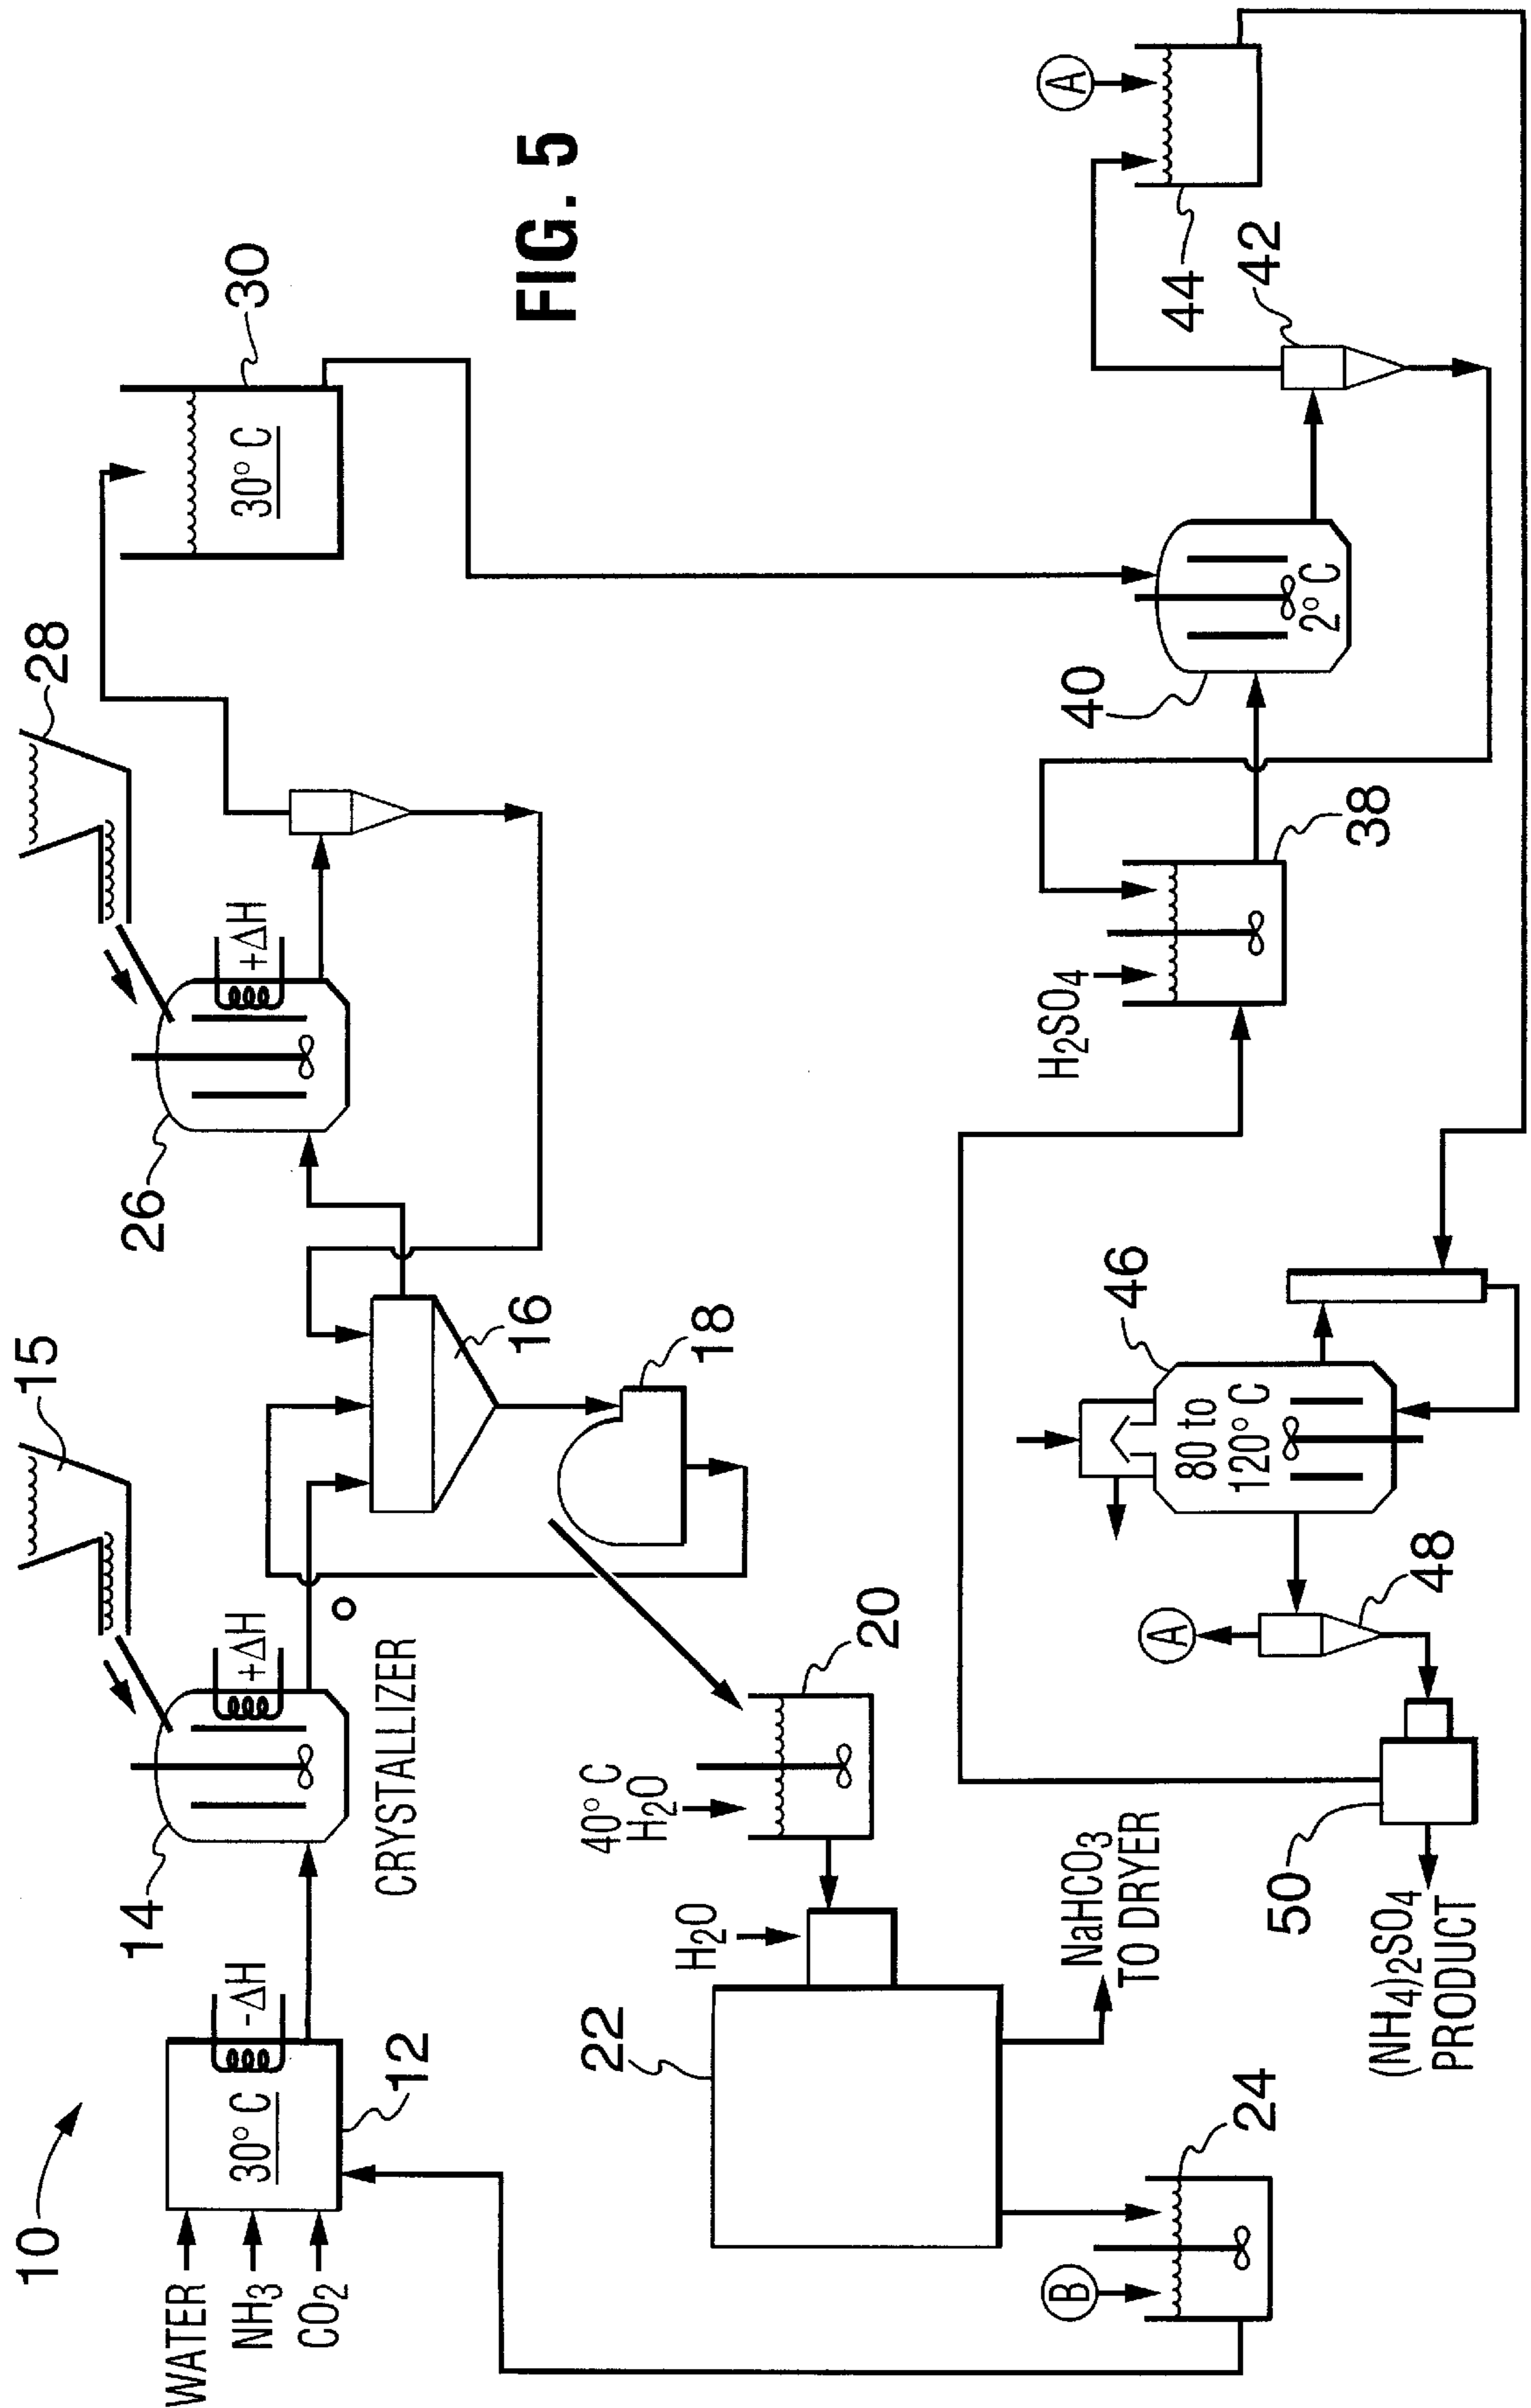 10
WATER
NH3
CO2
30° C
-ΔH
12
14
+ΔH
CRYSTALLIZER
15
16
18
26
+ΔH
28
30° C
30
FIG. 5
22
H2O
40° C
H2O
20
NaHCO3
TO DRYER
B
24
H2SO4
38
40
2° C
42
44
A
46
80 to
120° C
A
48
50
(NH4)2SO4
PRODUCT